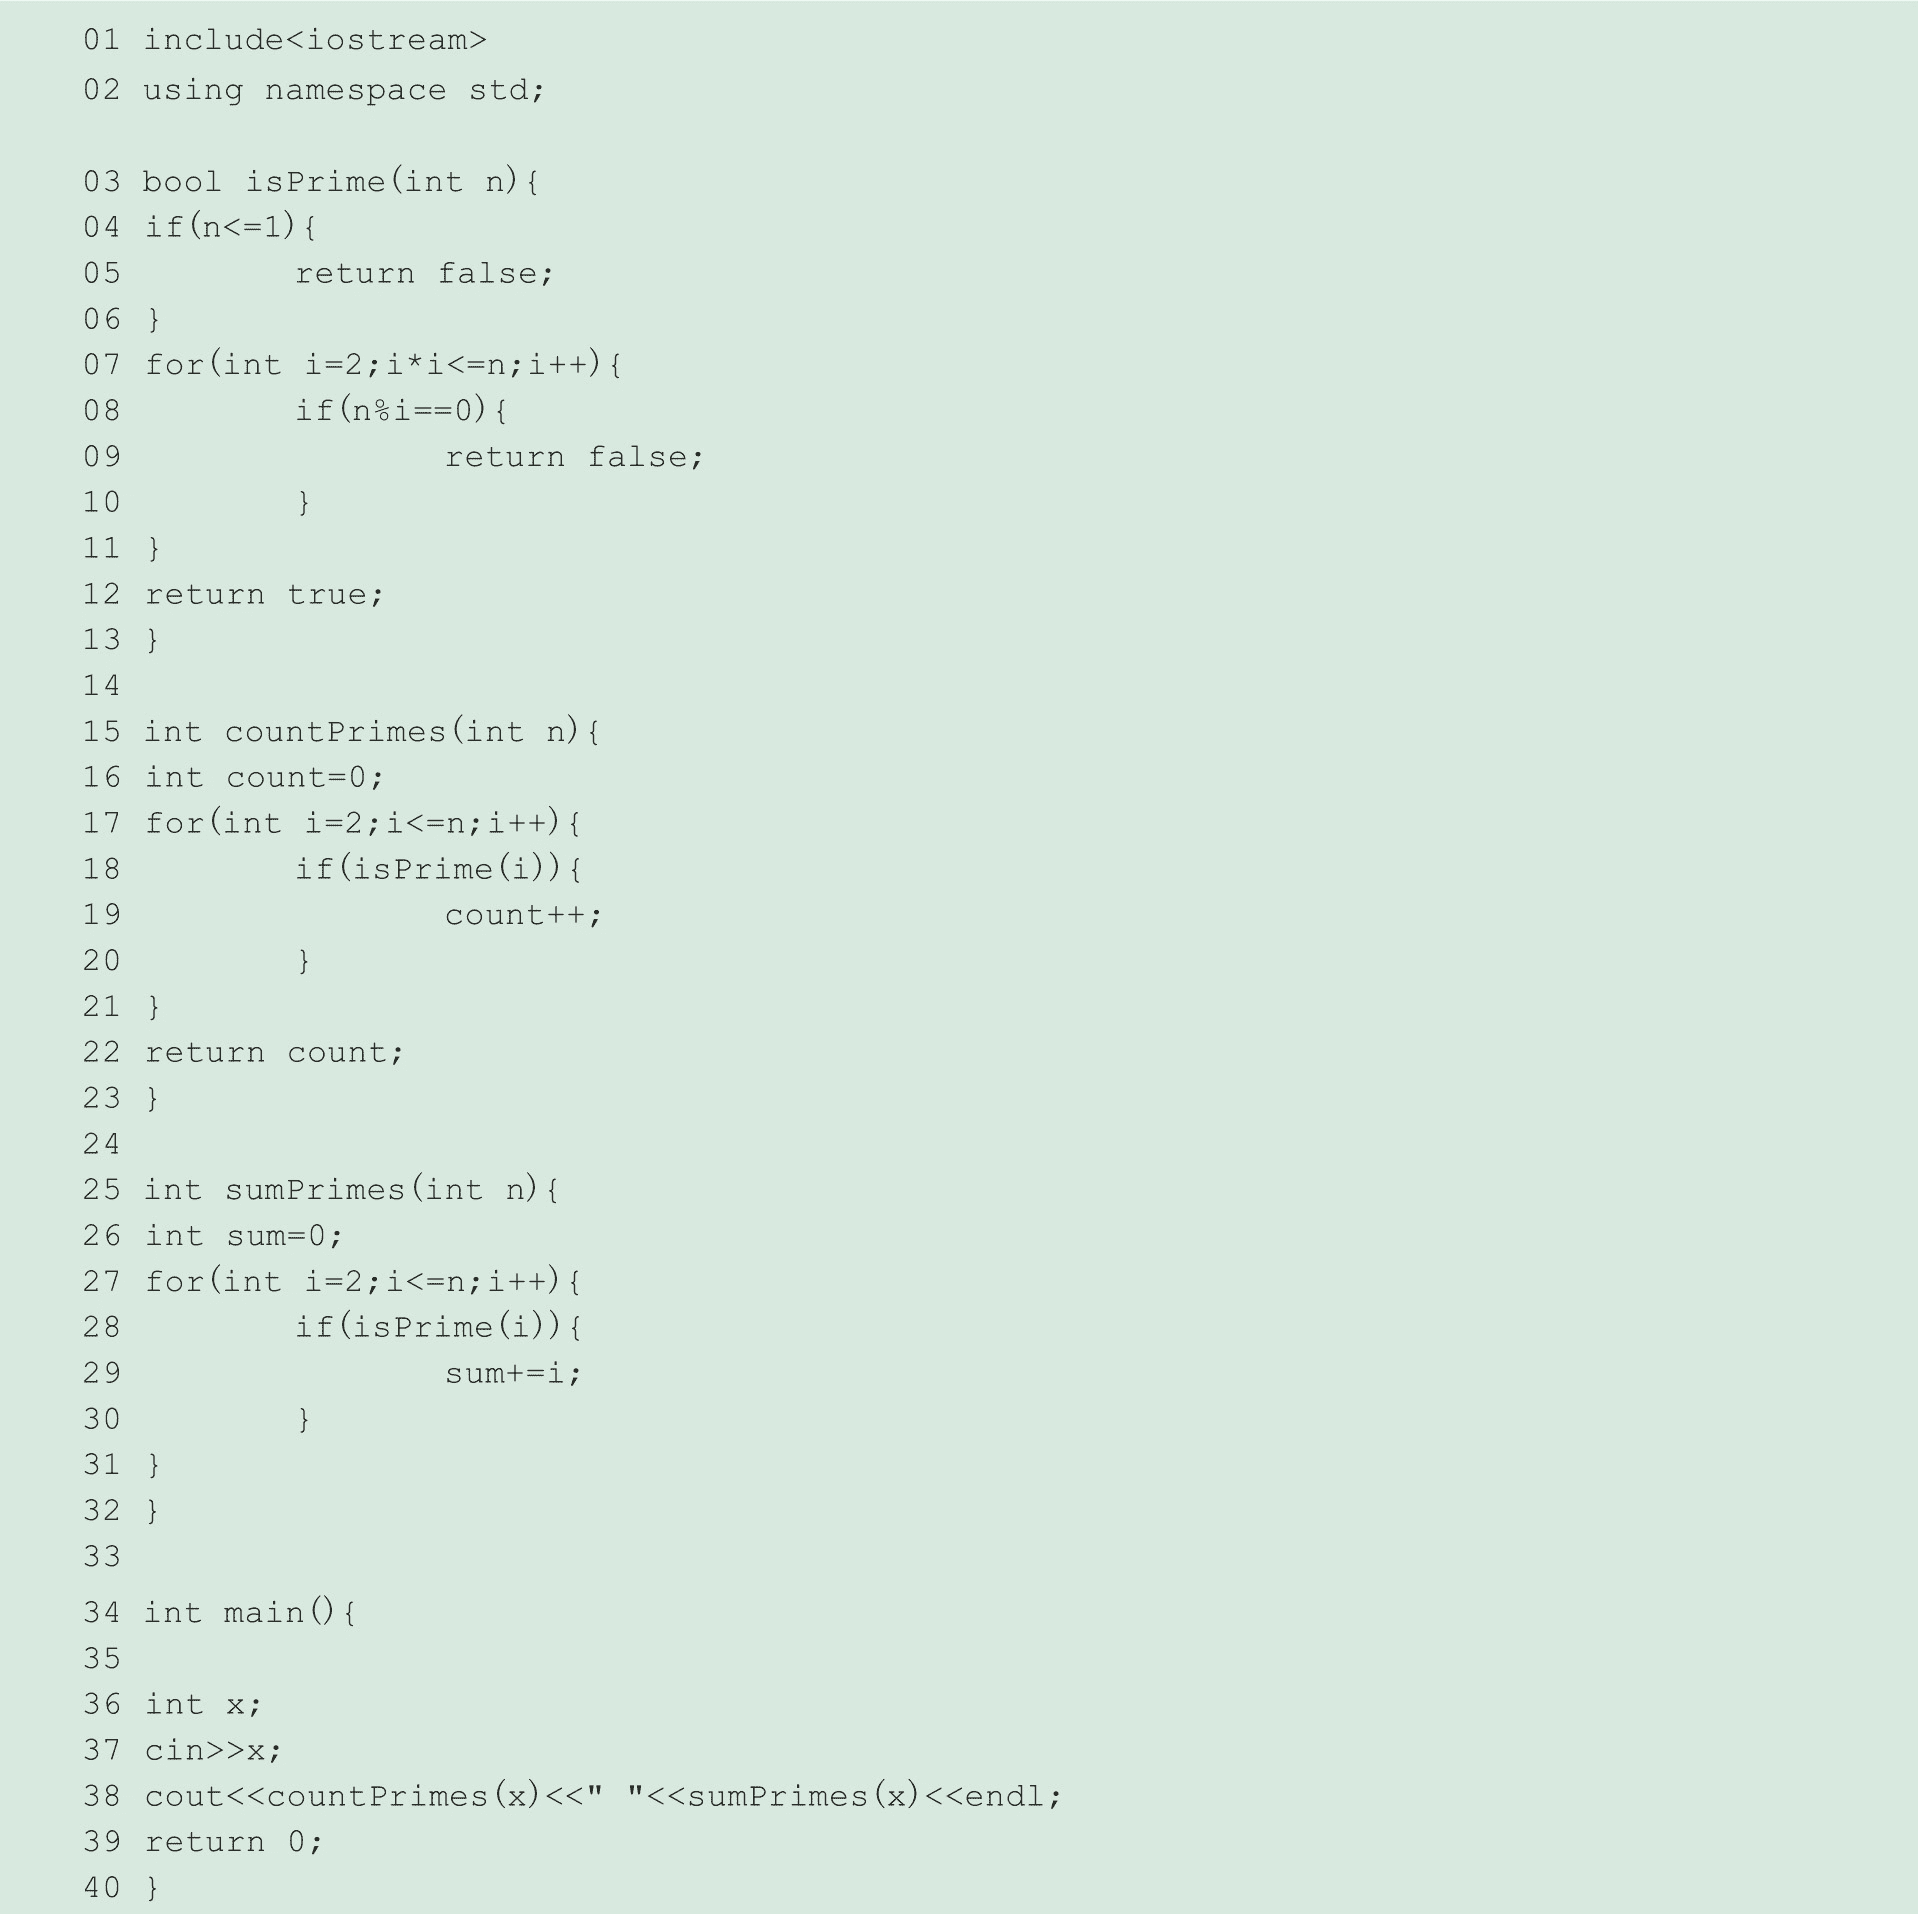 01 include<iostream>
02 using namespace std;
03 bool isPrime(int n){
04 if(n<=1){
05 return false;
06 }
07 for(int i=2;i*i<=n;i++){
08 if(n%i==0){
09 return false;
10 }
11 }
12 return true;
13 }
14
15 int countPrimes(int n){
16 int count=0;
17 for(int i=2;i<=n;i++){
18 if(isPrime(i)){
19 count++;
20 }
21 }
22 return count;
23 }
24
25 int sumPrimes(int n){
26 int sum=0;
27 for(int i=2;i<=n;i++){
28 if(isPrime(i)){
29 sum+=i;
30 }
31 }
32 }
33
34 int main(){
35
36 int x;
37 cin>>x;
38 cout<<countPrimes(x)<<" "<<sumPrimes(x)<<endl;
39 return 0;
40 }